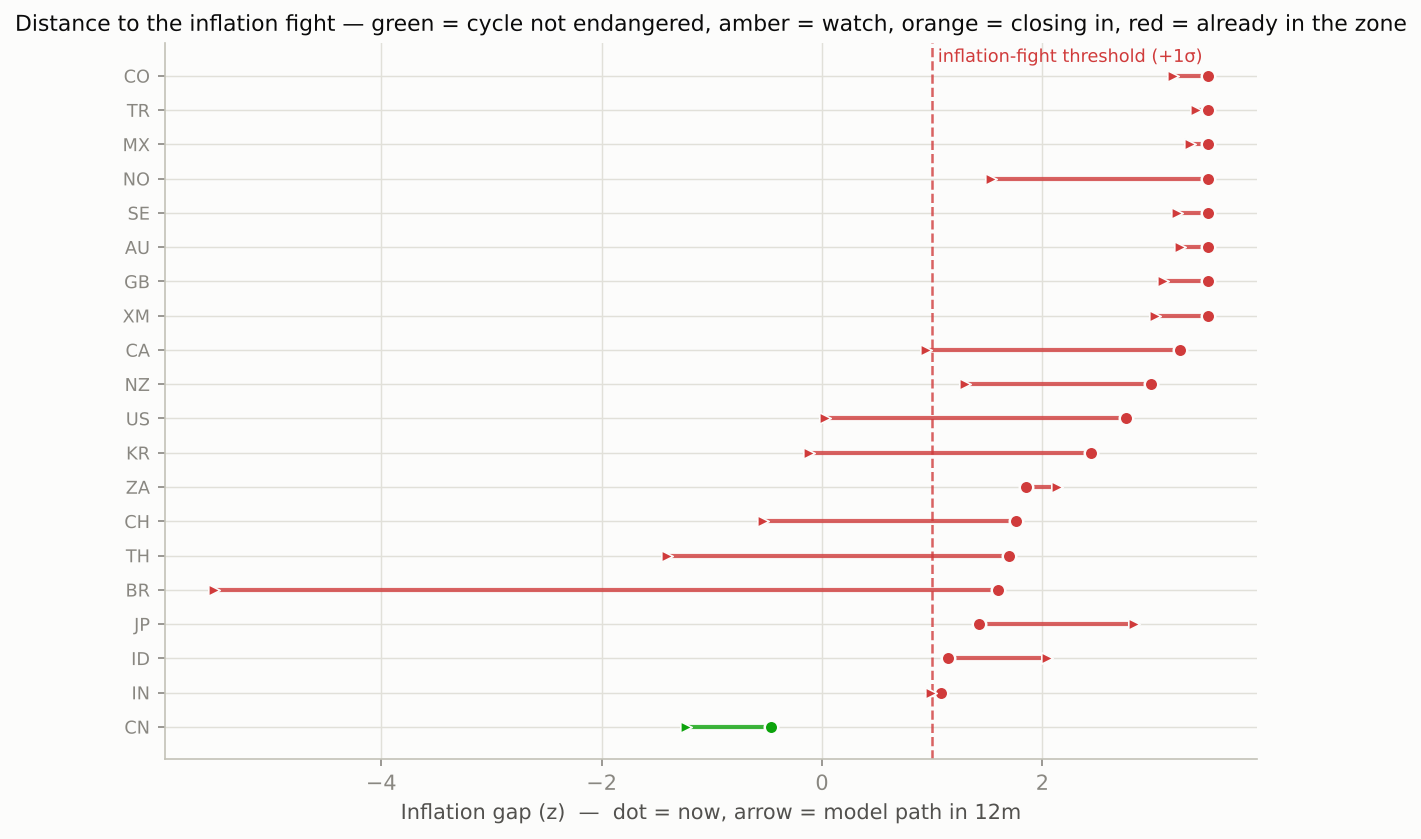 Distance to the inflation fight — green = cycle not endangered, amber = watch, orange = closing in, red = already in the zone
inflation-fight threshold (+1σ)
CO
TR
MX
NO
SE
AU
GB
XM
CA
NZ
US
KR
ZA
CH
TH
BR
JP
ID
IN
CN
−4 −2 0 2
Inflation gap (z) — dot = now, arrow = model path in 12m